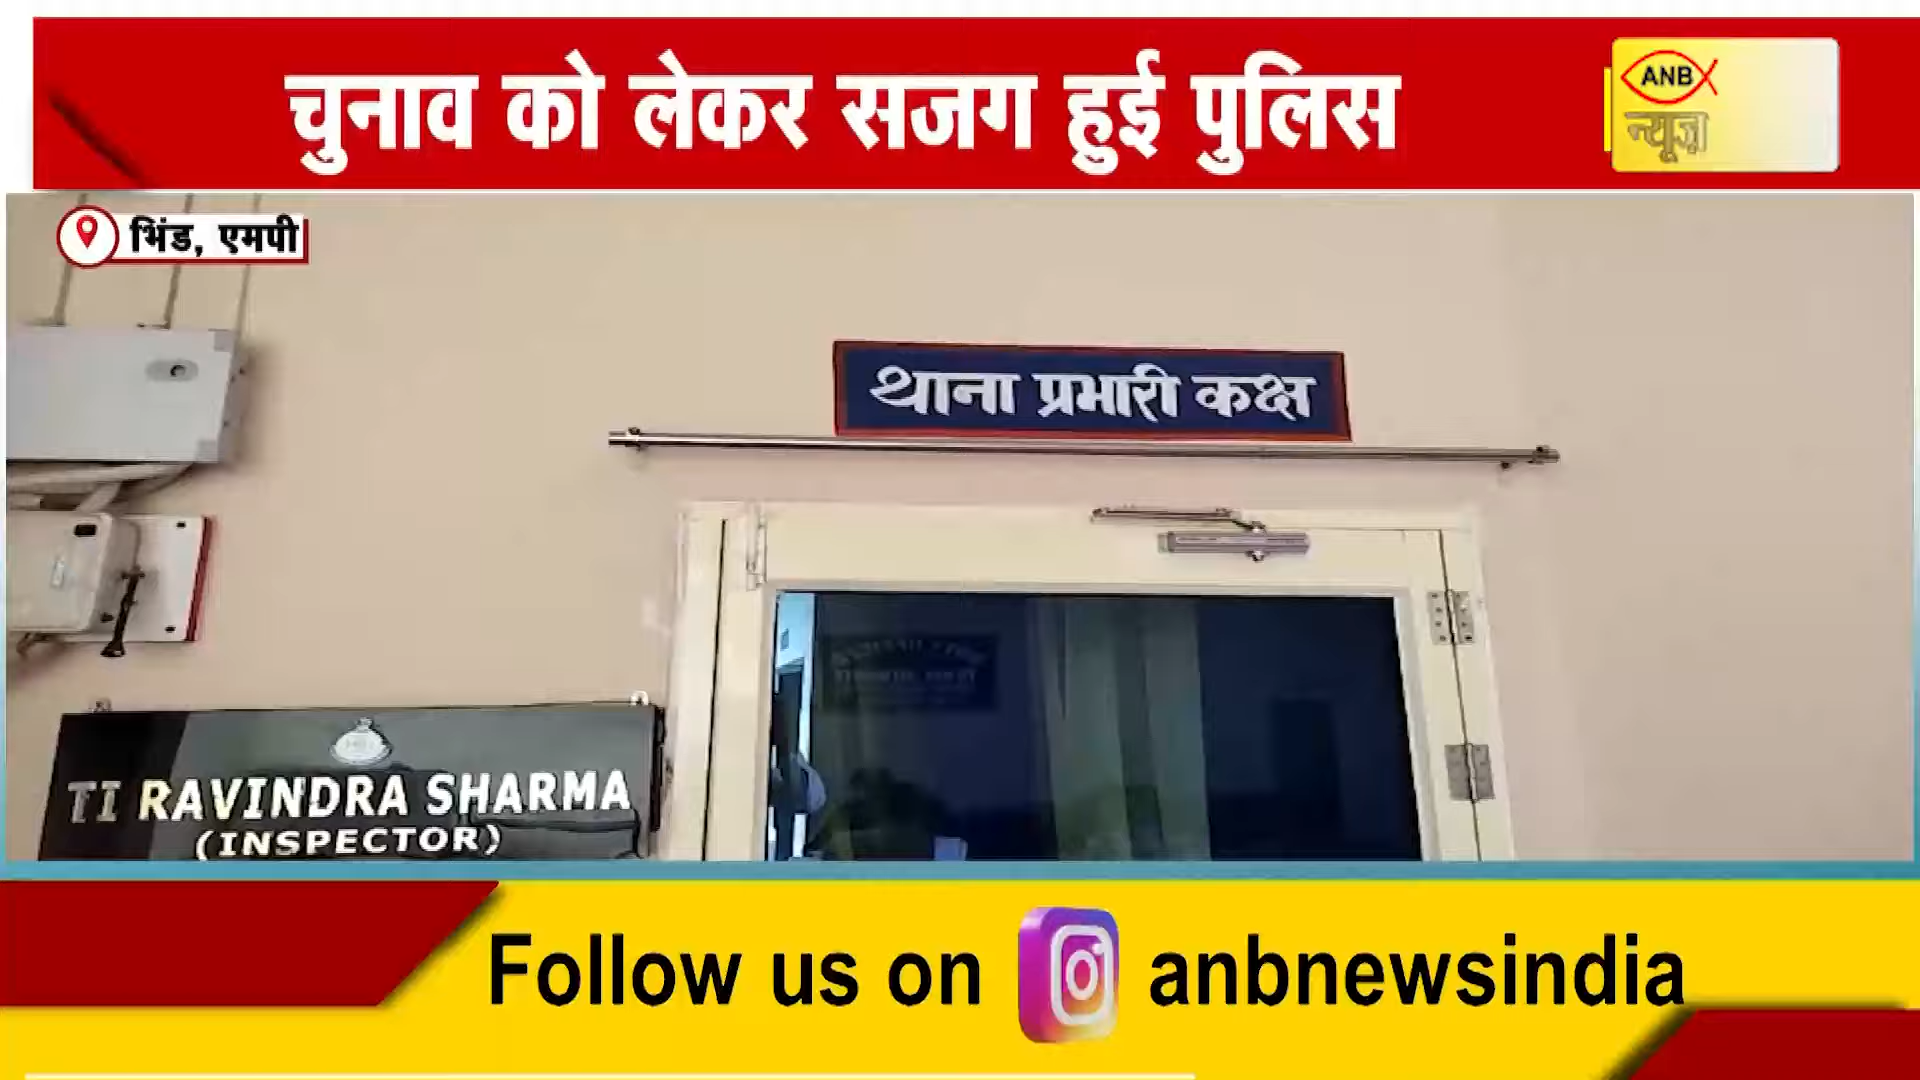 चुनाव को लेकर सजग हुई पुलिस
ANB
न्यूज़
भिंड, एमपी
थाना प्रभारी कक्ष
TI RAVINDRA SHARMA
(INSPECTOR)
Follow us on anbnewsindia